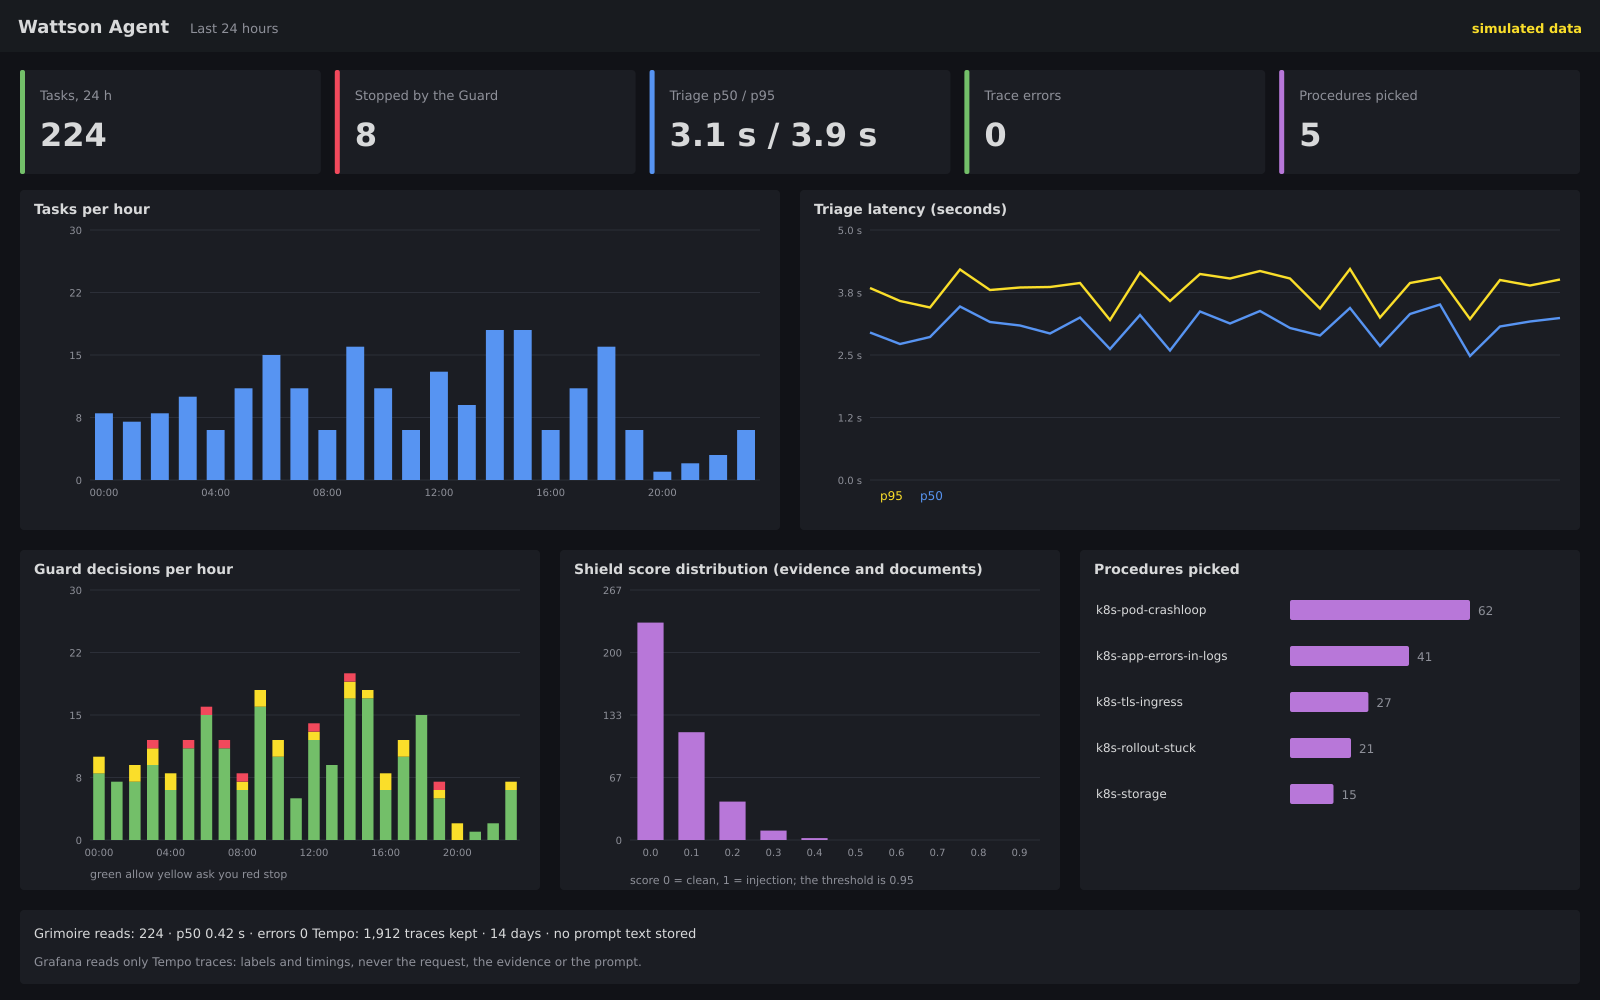 Wattson Agent Last 24 hours simulated data
Tasks, 24 h
224
Stopped by the Guard
8
Triage p50 / p95
3.1 s / 3.9 s
Trace errors
0
Procedures picked
5
Tasks per hour
30
22
15
8
0
00:00 04:00 08:00 12:00 16:00 20:00
Triage latency (seconds)
5.0 s
3.8 s
2.5 s
1.2 s
0.0 s
p95 p50
Guard decisions per hour
30
22
15
8
0
00:00 04:00 08:00 12:00 16:00 20:00
green allow yellow ask you red stop
Shield score distribution (evidence and documents)
267
200
133
67
0
0.0 0.1 0.2 0.3 0.4 0.5 0.6 0.7 0.8 0.9
score 0 = clean, 1 = injection; the threshold is 0.95
Procedures picked
k8s-pod-crashloop 62
k8s-app-errors-in-logs 41
k8s-tls-ingress 27
k8s-rollout-stuck 21
k8s-storage 15
Grimoire reads: 224 · p50 0.42 s · errors 0 Tempo: 1,912 traces kept · 14 days · no prompt text stored
Grafana reads only Tempo traces: labels and timings, never the request, the evidence or the prompt.